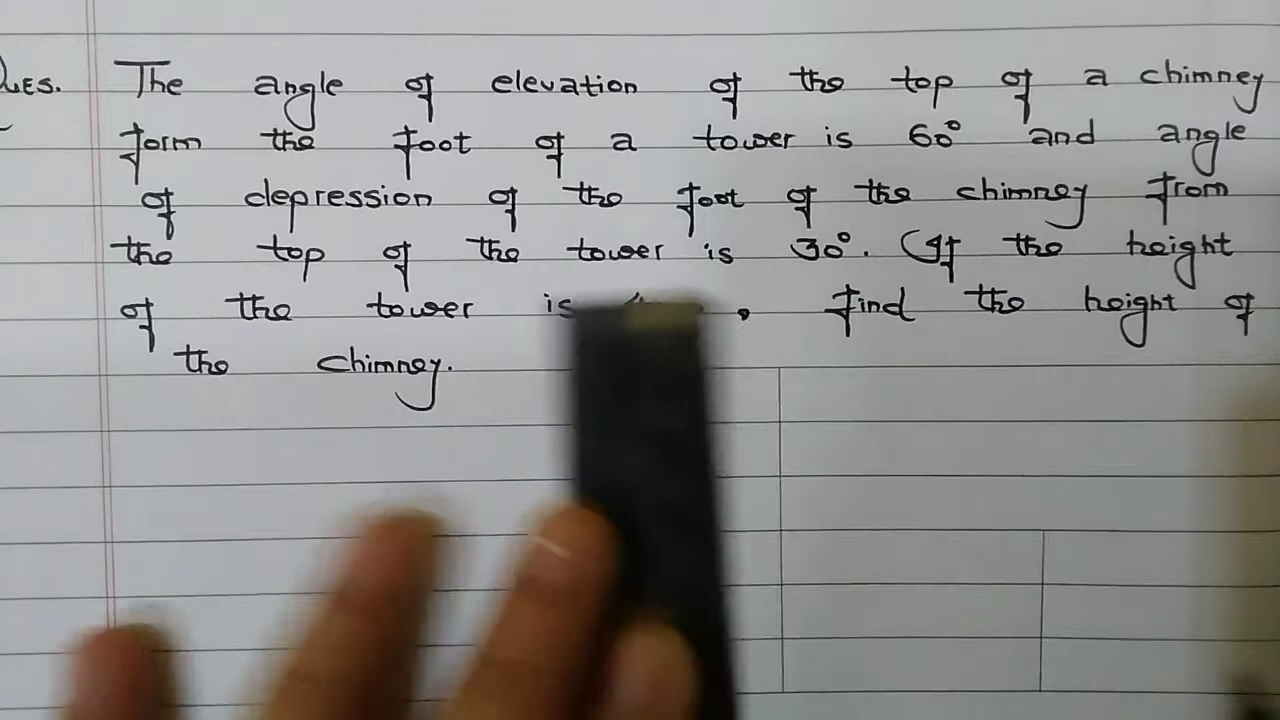 QUES. The angle of elevation of the top of a chimney
form the foot of a tower is 60° and angle
of depression of the foot of the chimney from
the top of the tower is 30°. (If the height
of the tower is , find the height of
the chimney.